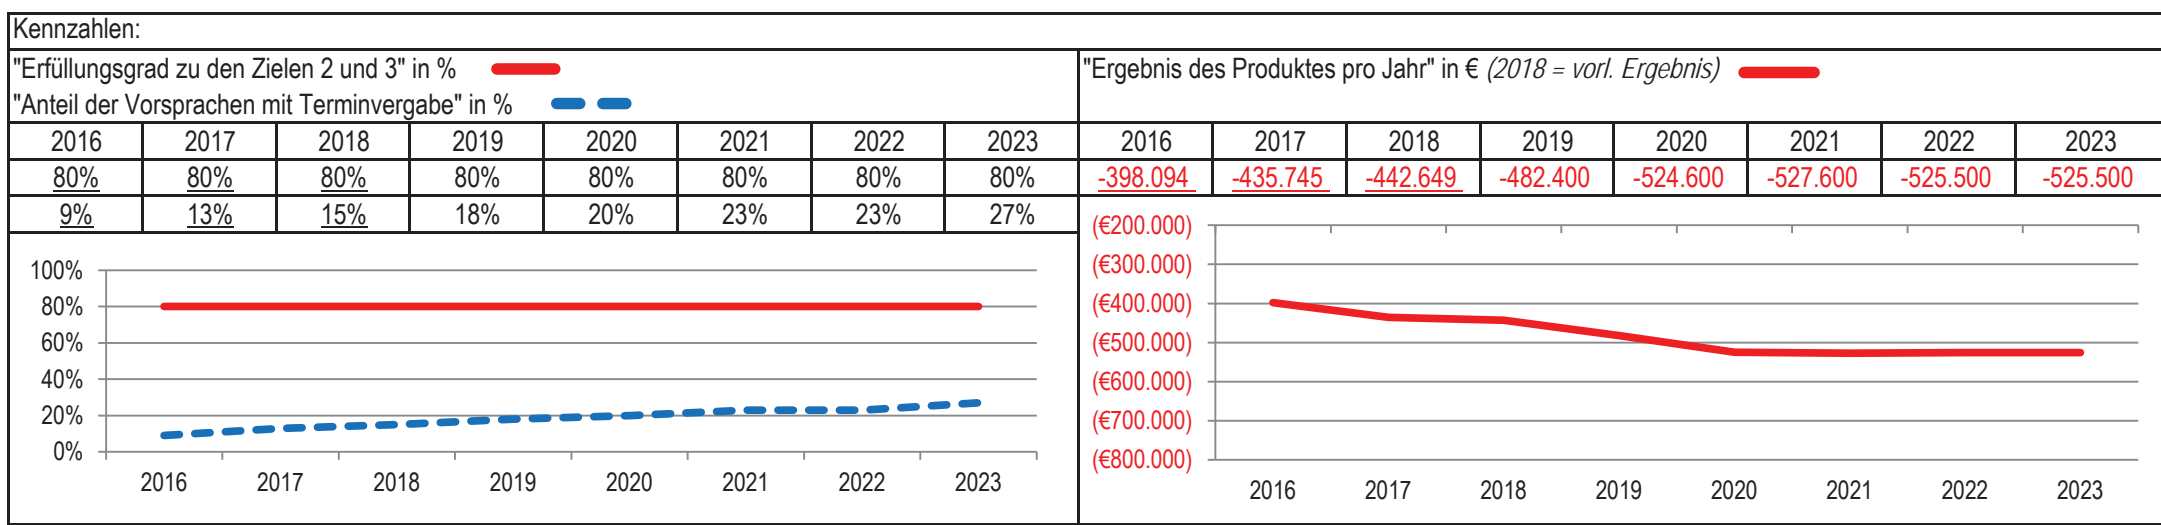 Kennzahlen:
"Erfüllungsgrad zu den Zielen 2 und 3" in %
"Anteil der Vorsprachen mit Terminvergabe" in %
2016 2017 2018 2019 2020 2021 2022 2023
80% 80% 80% 80% 80% 80% 80% 80%
9% 13% 15% 18% 20% 23% 23% 27%
100%
80%
60%
40%
20%
0%
2016 2017 2018 2019 2020 2021 2022 2023
"Ergebnis des Produktes pro Jahr" in € (2018 = vorl. Ergebnis)
2016 2017 2018 2019 2020 2021 2022 2023
-398.094 -435.745 -442.649 -482.400 -524.600 -527.600 -525.500 -525.500
(€200.000)
(€300.000)
(€400.000)
(€500.000)
(€600.000)
(€700.000)
(€800.000)
2016 2017 2018 2019 2020 2021 2022 2023